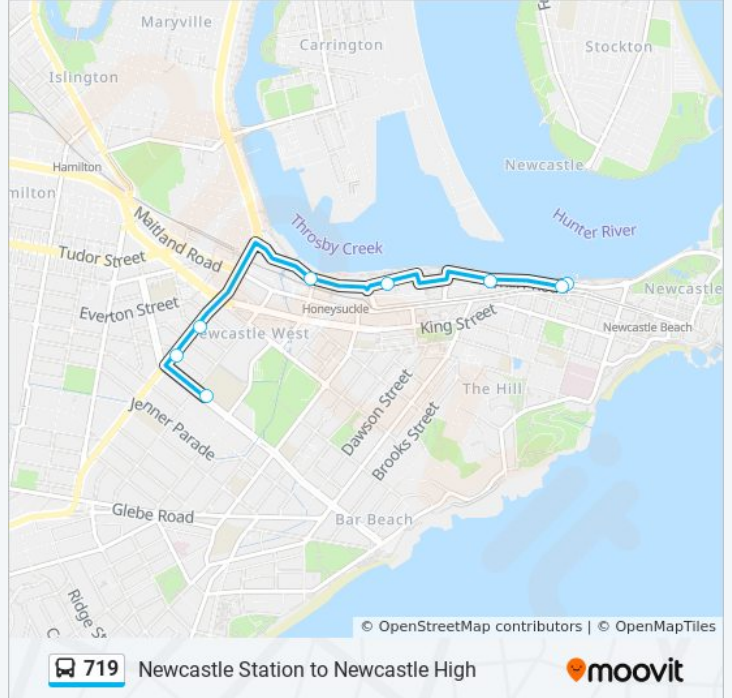 Maryville
Carrington
Stockton
Islington
Hamilton
milton
Newcastle
Maitland Road
Throsby Creek
Hunter River
Tudor Street
Newcastle
Everton Street
Honeysuckle
King Street
Newcastle Beach
ewcastle West
The Hill
Jenner Parade
Dawson Street
Brooks Street
Glebe Road
Bar Beach
Ridge S
© OpenStreetMap contributors | © OpenMapTiles
719 Newcastle Station to Newcastle High
moovit